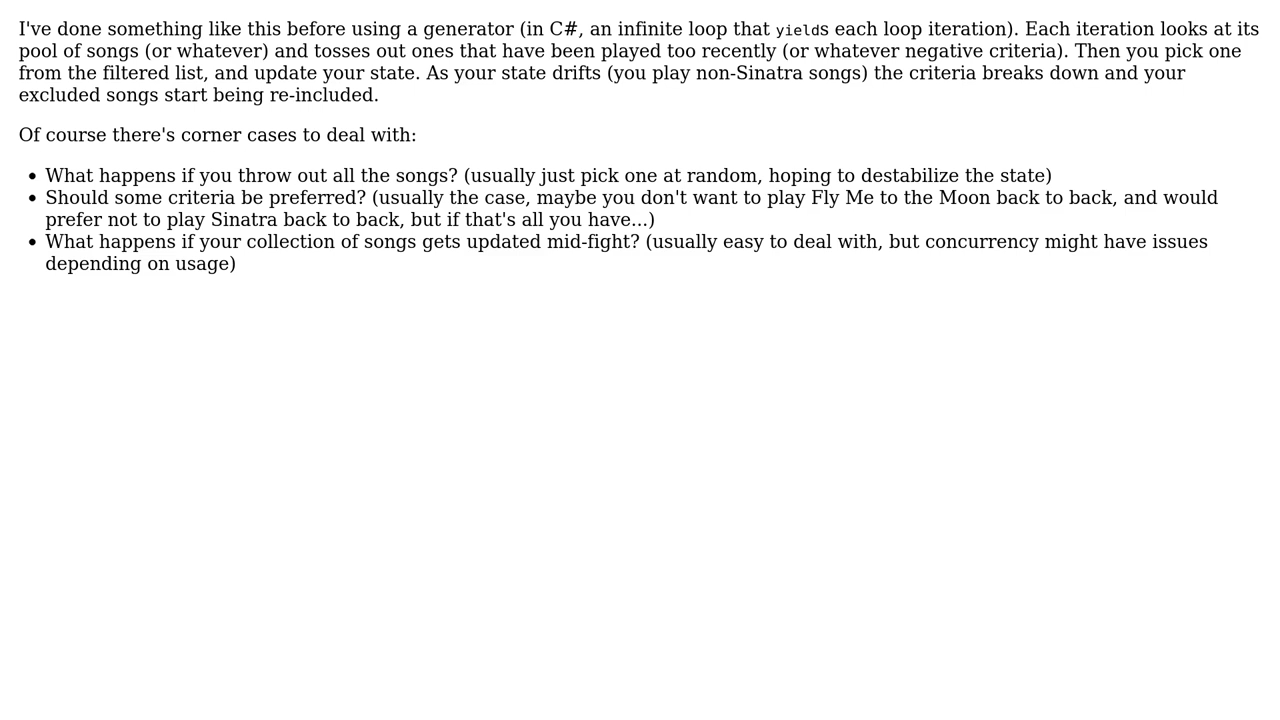 I've done something like this before using a generator (in C#, an infinite loop that yields each loop iteration). Each iteration looks at its
pool of songs (or whatever) and tosses out ones that have been played too recently (or whatever negative criteria). Then you pick one
from the filtered list, and update your state. As your state drifts (you play non-Sinatra songs) the criteria breaks down and your
excluded songs start being re-included.
Of course there's corner cases to deal with:
• What happens if you throw out all the songs? (usually just pick one at random, hoping to destabilize the state)
• Should some criteria be preferred? (usually the case, maybe you don't want to play Fly Me to the Moon back to back, and would
prefer not to play Sinatra back to back, but if that's all you have...)
• What happens if your collection of songs gets updated mid-fight? (usually easy to deal with, but concurrency might have issues
depending on usage)